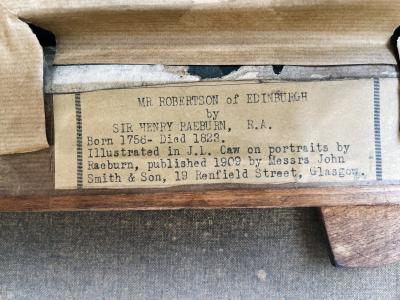 MR ROBERTSON of EDINBURGH
by
SIR HENRY RAEBURN, R.A.
Born 1756- Died 1823.
Illustrated in J.L. Caw on portraits by
Raeburn, published 1909 by Messrs John
Smith & Son, 19 Renfield Street, Glasgow.